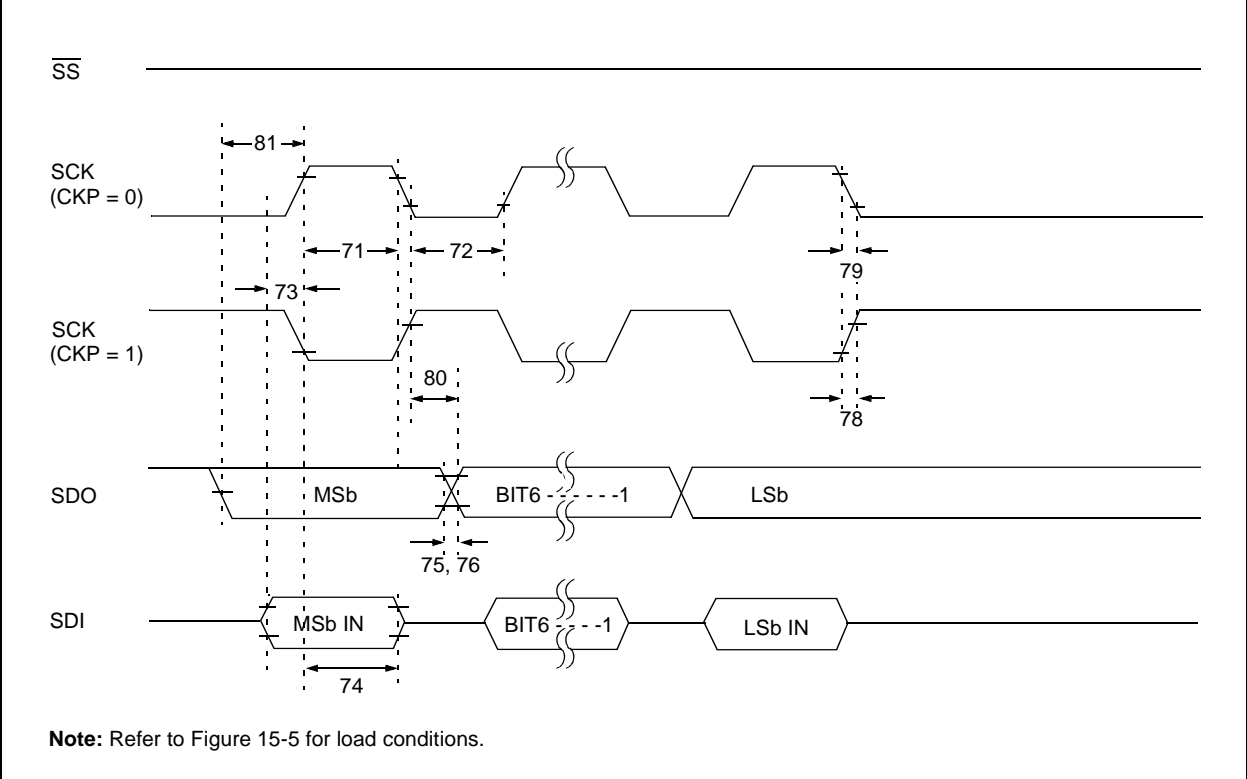 SS
81
SCK
(CKP = 0)
71
72
79
73
SCK
(CKP = 1)
80
78
SDO
MSb
BIT6 - - - - - -1
LSb
75, 76
SDI
MSb IN
BIT6 - - - -1
LSb IN
74
Note: Refer to Figure 15-5 for load conditions.